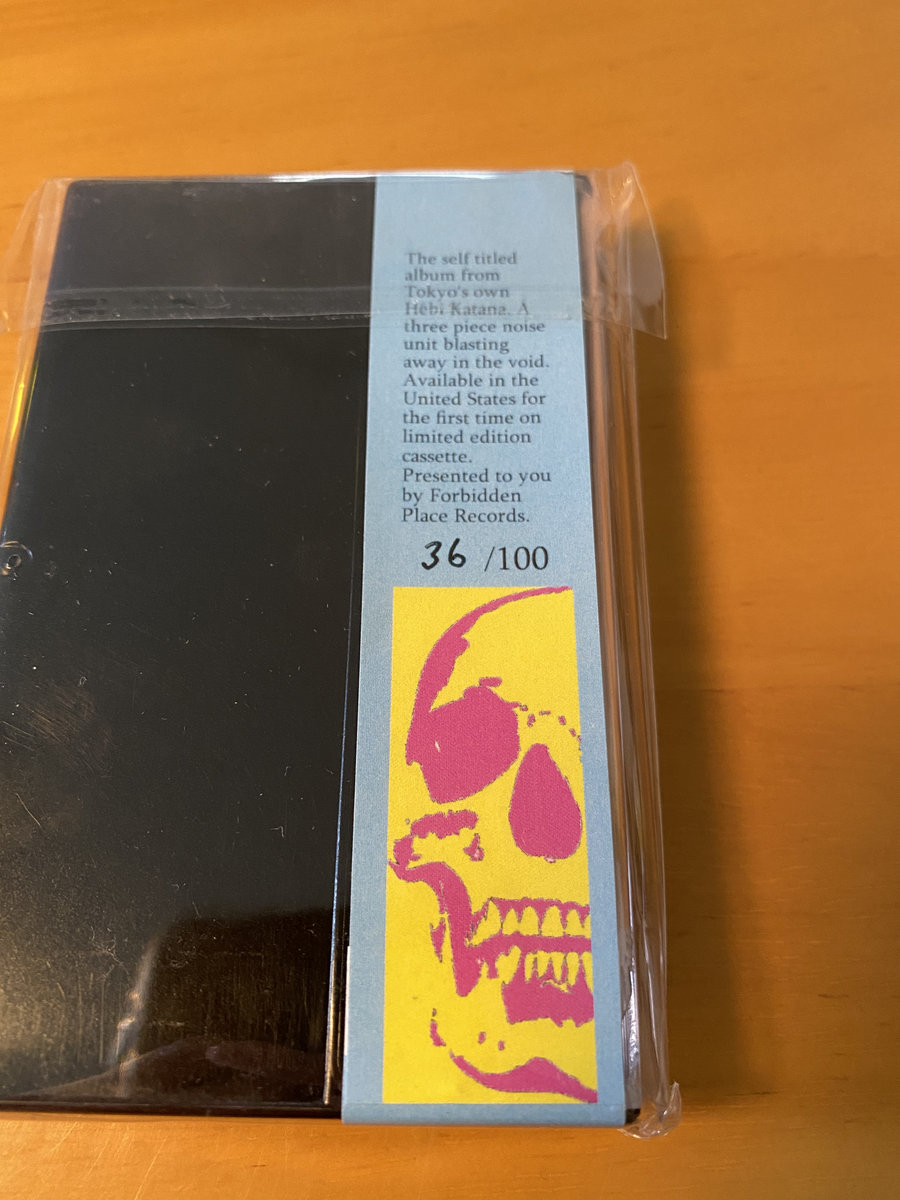 The self titled
album from
Tokyo's own
Hebi Katana. A
three piece noise
unit blasting
away in the void.
Available in the
United States for
the first time on
limited edition
cassette.
Presented to you
by Forbidden
Place Records.
36 /100